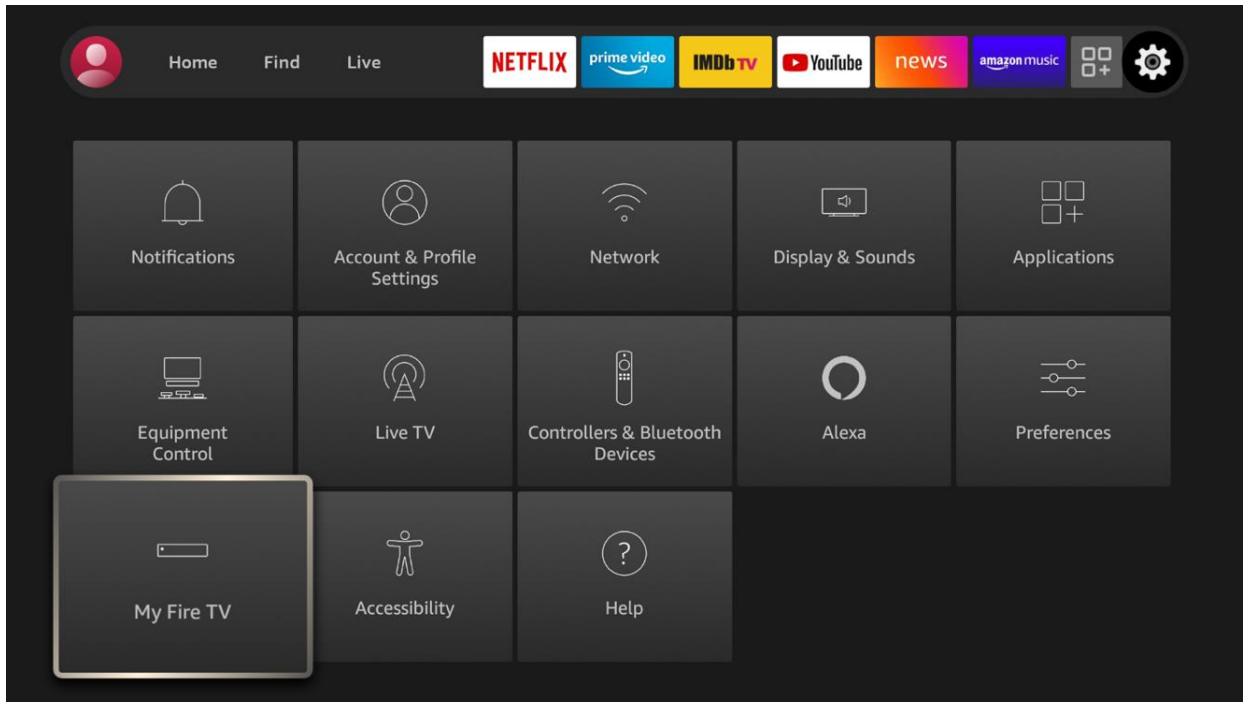 Home Find Live NETFLIX prime video IMDb TV YouTube news amazon music
Notifications
Account & Profile
Settings
Network
Display & Sounds
Applications
Equipment
Control
Live TV
Controllers & Bluetooth
Devices
Alexa
Preferences
My Fire TV
Accessibility
?
Help